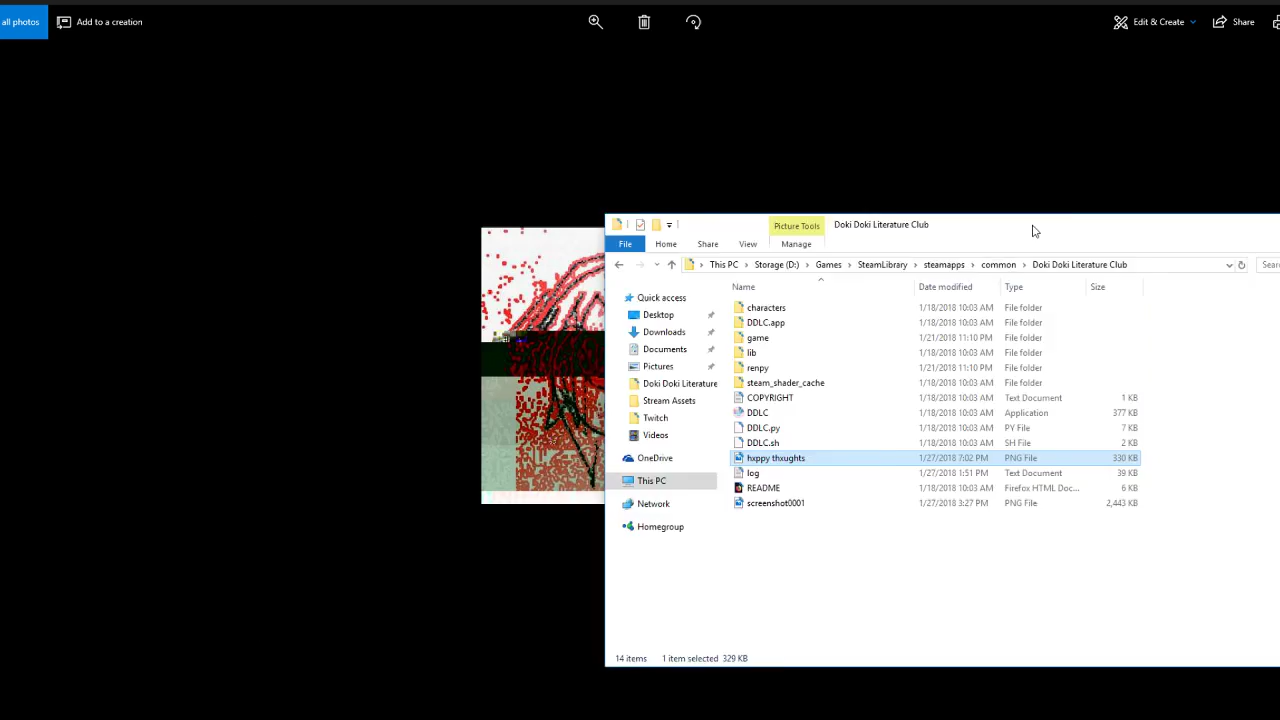 all photos Add to a creation Edit & Create Share
Picture Tools Doki Doki Literature Club
File Home Share View Manage
This PC Storage (D:) Games SteamLibrary steamapps common Doki Doki Literature Club Sear
Name Date modified Type Size
Quick access
Desktop
Downloads
Documents
Pictures
Doki Doki Literature
Stream Assets
Twitch
Videos
OneDrive
This PC
Network
Homegroup
characters 1/18/2018 10:03 AM File folder
DDLC.app 1/18/2018 10:03 AM File folder
game 1/21/2018 11:10 PM File folder
lib 1/18/2018 10:03 AM File folder
renpy 1/21/2018 11:10 PM File folder
steam_shader_cache 1/18/2018 10:03 AM File folder
COPYRIGHT 1/18/2018 10:03 AM Text Document 1 KB
DDLC 1/18/2018 10:03 AM Application 377 KB
DDLC.py 1/18/2018 10:03 AM PY File 7 KB
DDLC.sh 1/18/2018 10:03 AM SH File 2 KB
hxppy thxughts 1/27/2018 7:02 PM PNG File 330 KB
log 1/27/2018 1:51 PM Text Document 39 KB
README 1/18/2018 10:03 AM Firefox HTML Doc... 6 KB
screenshot0001 1/27/2018 3:27 PM PNG File 2,443 KB
14 items 1 item selected 329 KB